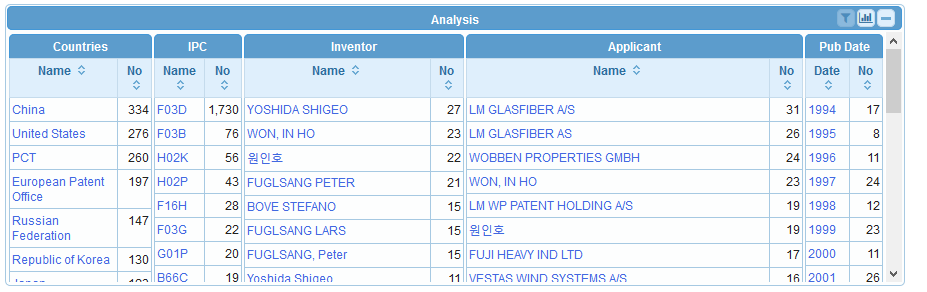 Analysis
Countries IPC Inventor Applicant Pub Date
Name No Name No Name No Name No Date No
China 334 F03D 1,730 YOSHIDA SHIGEO 27 LM GLASFIBER A/S 31 1994 17
United States 276 F03B 76 WON, IN HO 23 LM GLASFIBER AS 26 1995 8
PCT 260 H02K 56 원인호 22 WOBBEN PROPERTIES GMBH 24 1996 11
European Patent 197 H02P 43 FUGLSANG PETER 21 WON, IN HO 23 1997 24
Office
F16H 28 BOVE STEFANO 15 LM WP PATENT HOLDING A/S 19 1998 12
Russian 147 F03G 22 FUGLSANG LARS 15 원인호 19 1999 23
Federation
G01P 20 FUGLSANG, Peter 15 FUJI HEAVY IND LTD 17 2000 11
Republic of Korea 130
B66C 19 Yoshida Shigeo 11 VESTAS WIND SYSTEMS A/S 16 2001 26